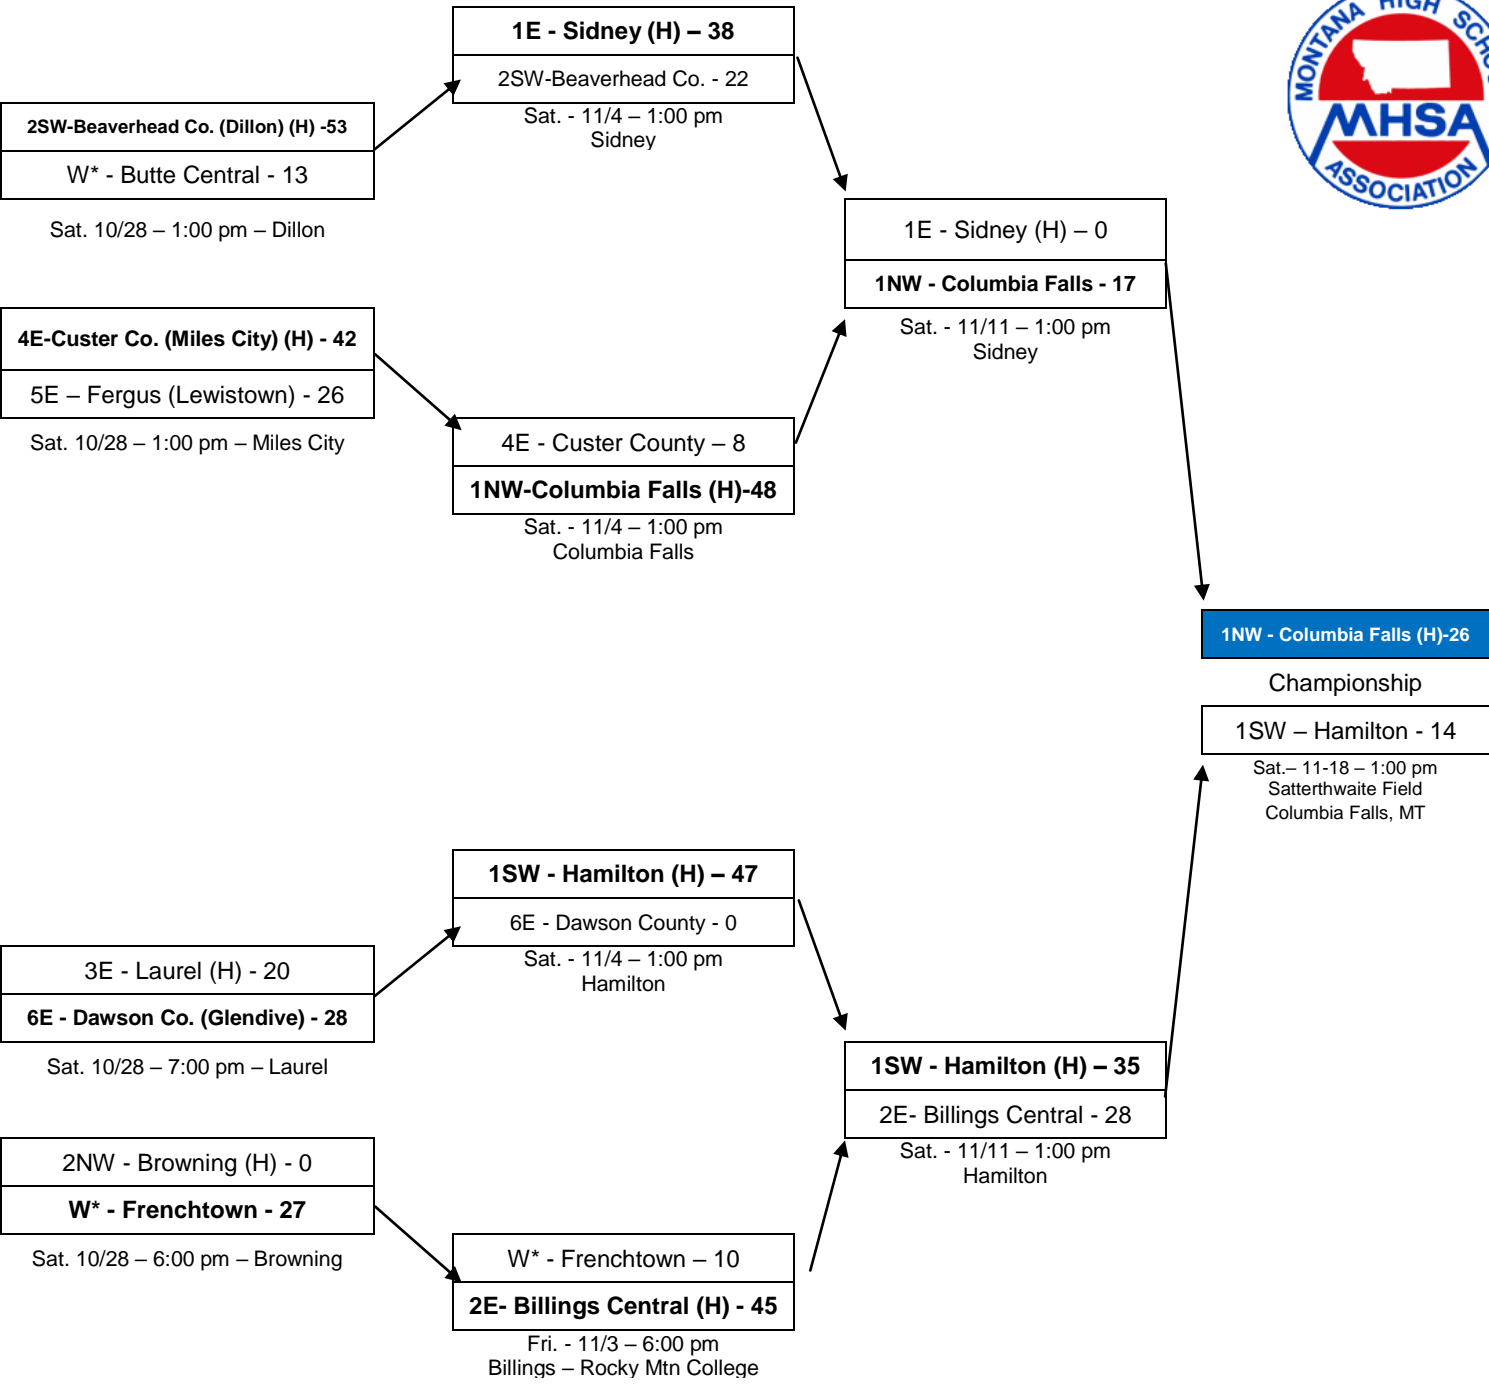 1E - Sidney (H) – 38
2SW-Beaverhead Co. - 22
Sat. - 11/4 – 1:00 pm
Sidney
MONTANA HIGH SCHOOL
MHSA
ASSOCIATION
2SW-Beaverhead Co. (Dillon) (H) -53
W* - Butte Central - 13
Sat. 10/28 – 1:00 pm – Dillon
1E - Sidney (H) – 0
1NW - Columbia Falls - 17
Sat. - 11/11 – 1:00 pm
Sidney
4E-Custer Co. (Miles City) (H) - 42
5E – Fergus (Lewistown) - 26
Sat. 10/28 – 1:00 pm – Miles City
4E - Custer County – 8
1NW-Columbia Falls (H)-48
Sat. - 11/4 – 1:00 pm
Columbia Falls
1NW - Columbia Falls (H)-26
Championship
1SW – Hamilton - 14
Sat.– 11-18 – 1:00 pm
Satterthwaite Field
Columbia Falls, MT
1SW - Hamilton (H) – 47
6E - Dawson County - 0
Sat. - 11/4 – 1:00 pm
Hamilton
3E - Laurel (H) - 20
6E - Dawson Co. (Glendive) - 28
Sat. 10/28 – 7:00 pm – Laurel
1SW - Hamilton (H) – 35
2E- Billings Central - 28
Sat. - 11/11 – 1:00 pm
Hamilton
2NW - Browning (H) - 0
W* - Frenchtown - 27
Sat. 10/28 – 6:00 pm – Browning
W* - Frenchtown – 10
2E- Billings Central (H) - 45
Fri. - 11/3 – 6:00 pm
Billings – Rocky Mtn College